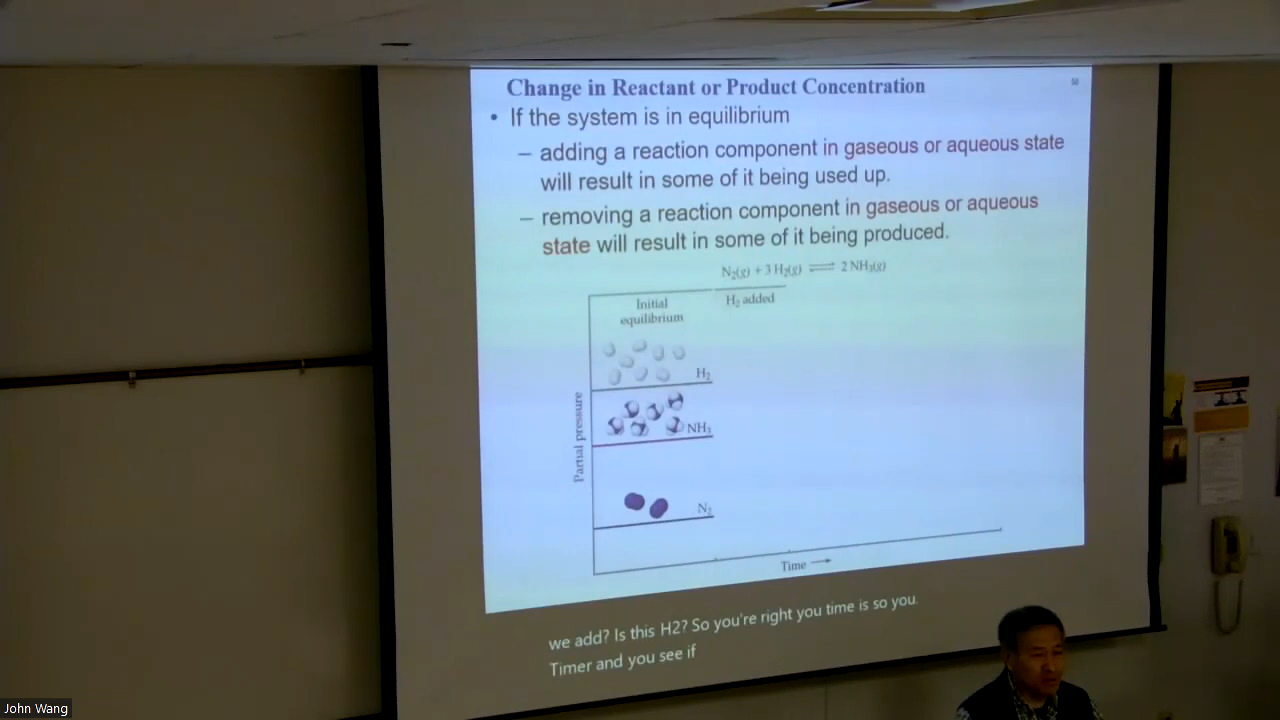 Change in Reactant or Product Concentration
50
• If the system is in equilibrium
– adding a reaction component in gaseous or aqueous state
will result in some of it being used up.
– removing a reaction component in gaseous or aqueous
state will result in some of it being produced.
N₂(g) + 3 H₂(g) ⇌ 2 NH₃(g)
Initial
equilibrium
H₂ added
H₂
NH₃
N₂
Partial pressure
Time →
we add? Is this H2? So you're right you time is so you.
Timer and you see if
John Wang